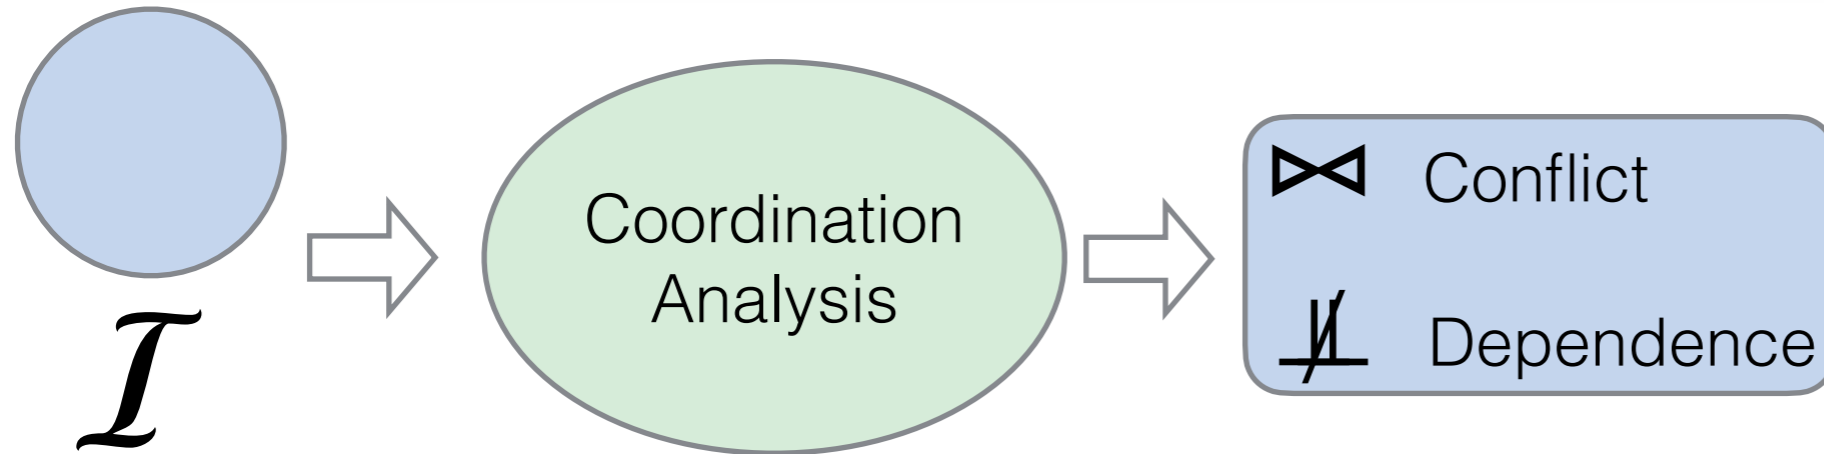 ℐ
Coordination
Analysis
⋈ Conflict
⫫̸ Dependence